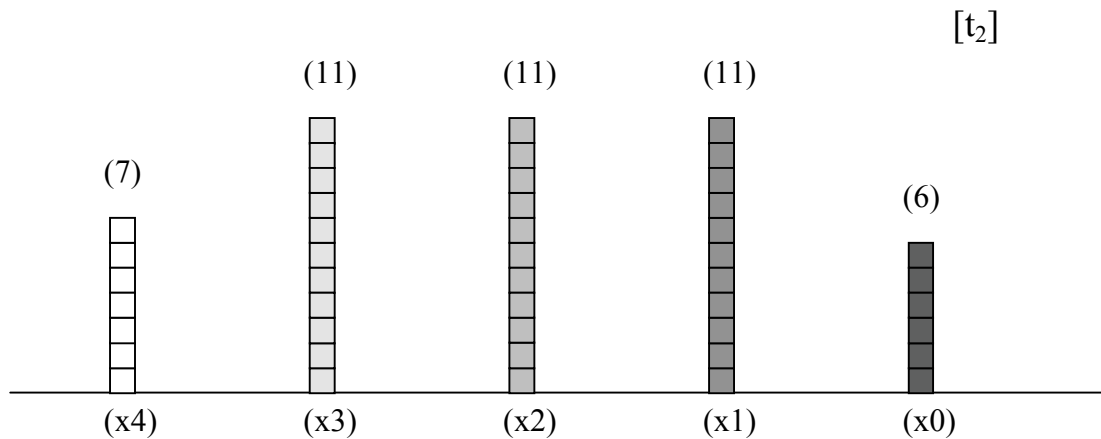 [t₂]
(11) (11) (11)
(7)
(6)
(x4) (x3) (x2) (x1) (x0)